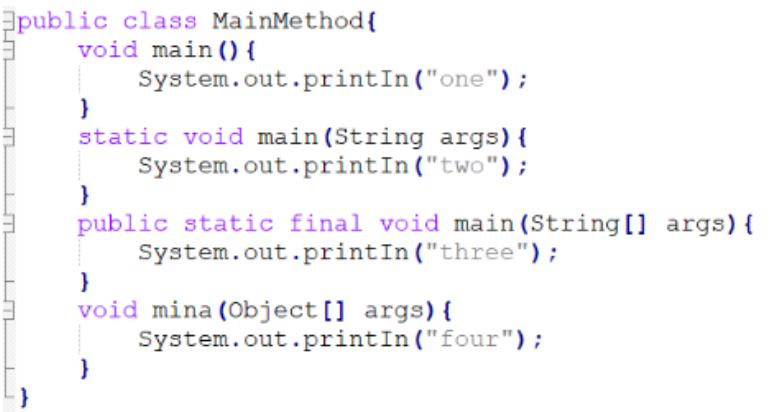 public class MainMethod{
    void main(){
        System.out.printIn("one");
    }
    static void main(String args){
        System.out.printIn("two");
    }
    public static final void main(String[] args){
        System.out.printIn("three");
    }
    void mina(Object[] args){
        System.out.printIn("four");
    }
}